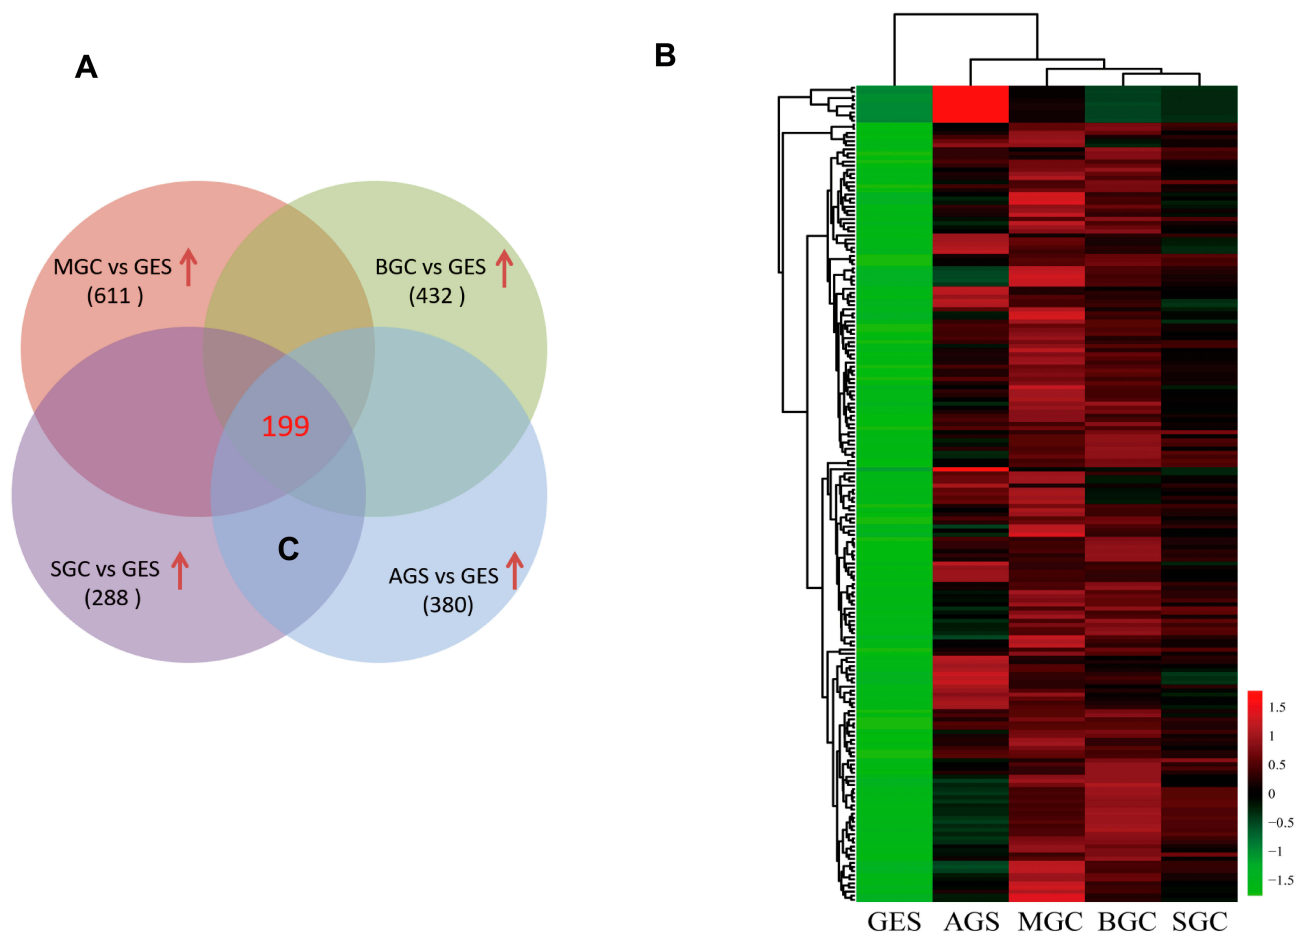 A
B
MGC vs GES
(611 )
BGC vs GES
(432 )
199
C
SGC vs GES
(288 )
AGS vs GES
(380)
1.5
1
0.5
0
−0.5
−1
−1.5
GES AGS MGC BGC SGC